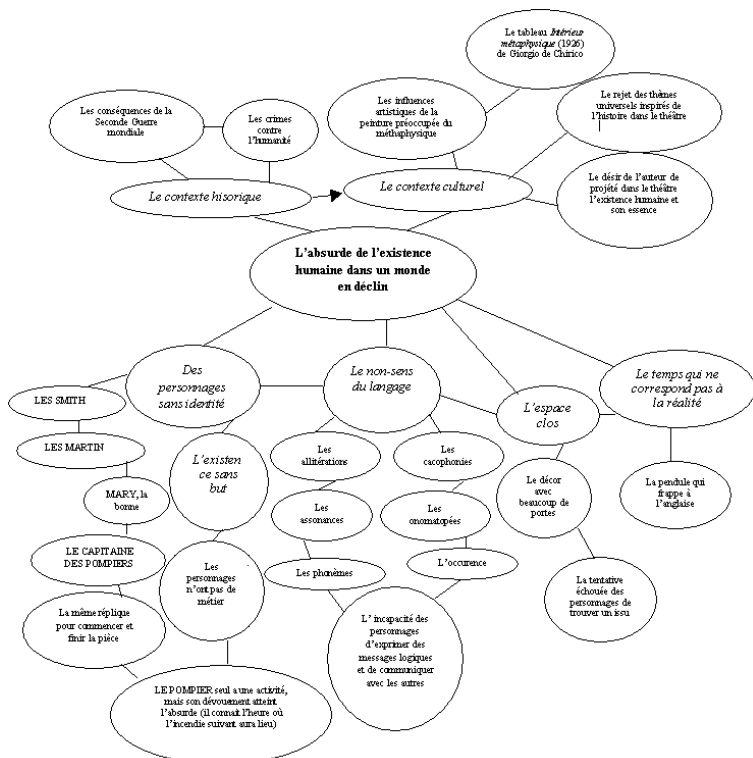 Le tableau Intérieur
métaphysique (1926)
de Giorgio de Chirico
Les conséquences de la
Seconde Guerre
mondiale
Les crimes
contre
l'humanité
Les influences
artistiques de la
peinture préoccupée du
méthaphysique
Le rejet des thèmes
universels inspirés de
l'histoire dans le théâtre
Le contexte hisorique
Le contexte culturel
Le désir de l'auteur de
projeté dans le théâtre
l'existence humaine et
son essence
L'absurde de l'existence
humaine dans un monde
en déclin
Des
personnages
sans identité
Le non-sens
du langage
L'espace
clos
Le temps qui ne
correspond pas à
la réalité
LES SMITH
LES MARTIN
MARY, la
bonne
LE CAPITAINE
DES POMPIERS
La même réplique
pour commencer et
finir la pièce
L'existen
ce sans
but
Les
personnages
n'ont pas de
métier
LE POMPIER seul a une activité,
mais son dévouement atteint
l'absurde (il connait l'heure où
l'incendie suivant aura lieu)
Les
allitérations
Les
assonances
Les phonèmes
Les
cacophonies
Les
onomatopées
L'occurence
L' incapacité des
personnages
d'exprimer des
messages logiques
et de communiquer
avec les autres
Le décor
avec
beaucoup de
portes
La tentative
échouée des
personnages de
trouver un issu
La pendule qui
frappe à
l'anglaise